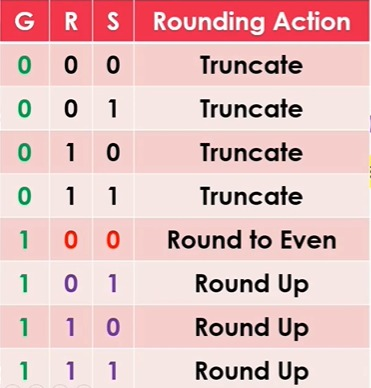 G R S Rounding Action
0 0 0 Truncate
0 0 1 Truncate
0 1 0 Truncate
0 1 1 Truncate
1 0 0 Round to Even
1 0 1 Round Up
1 1 0 Round Up
1 1 1 Round Up